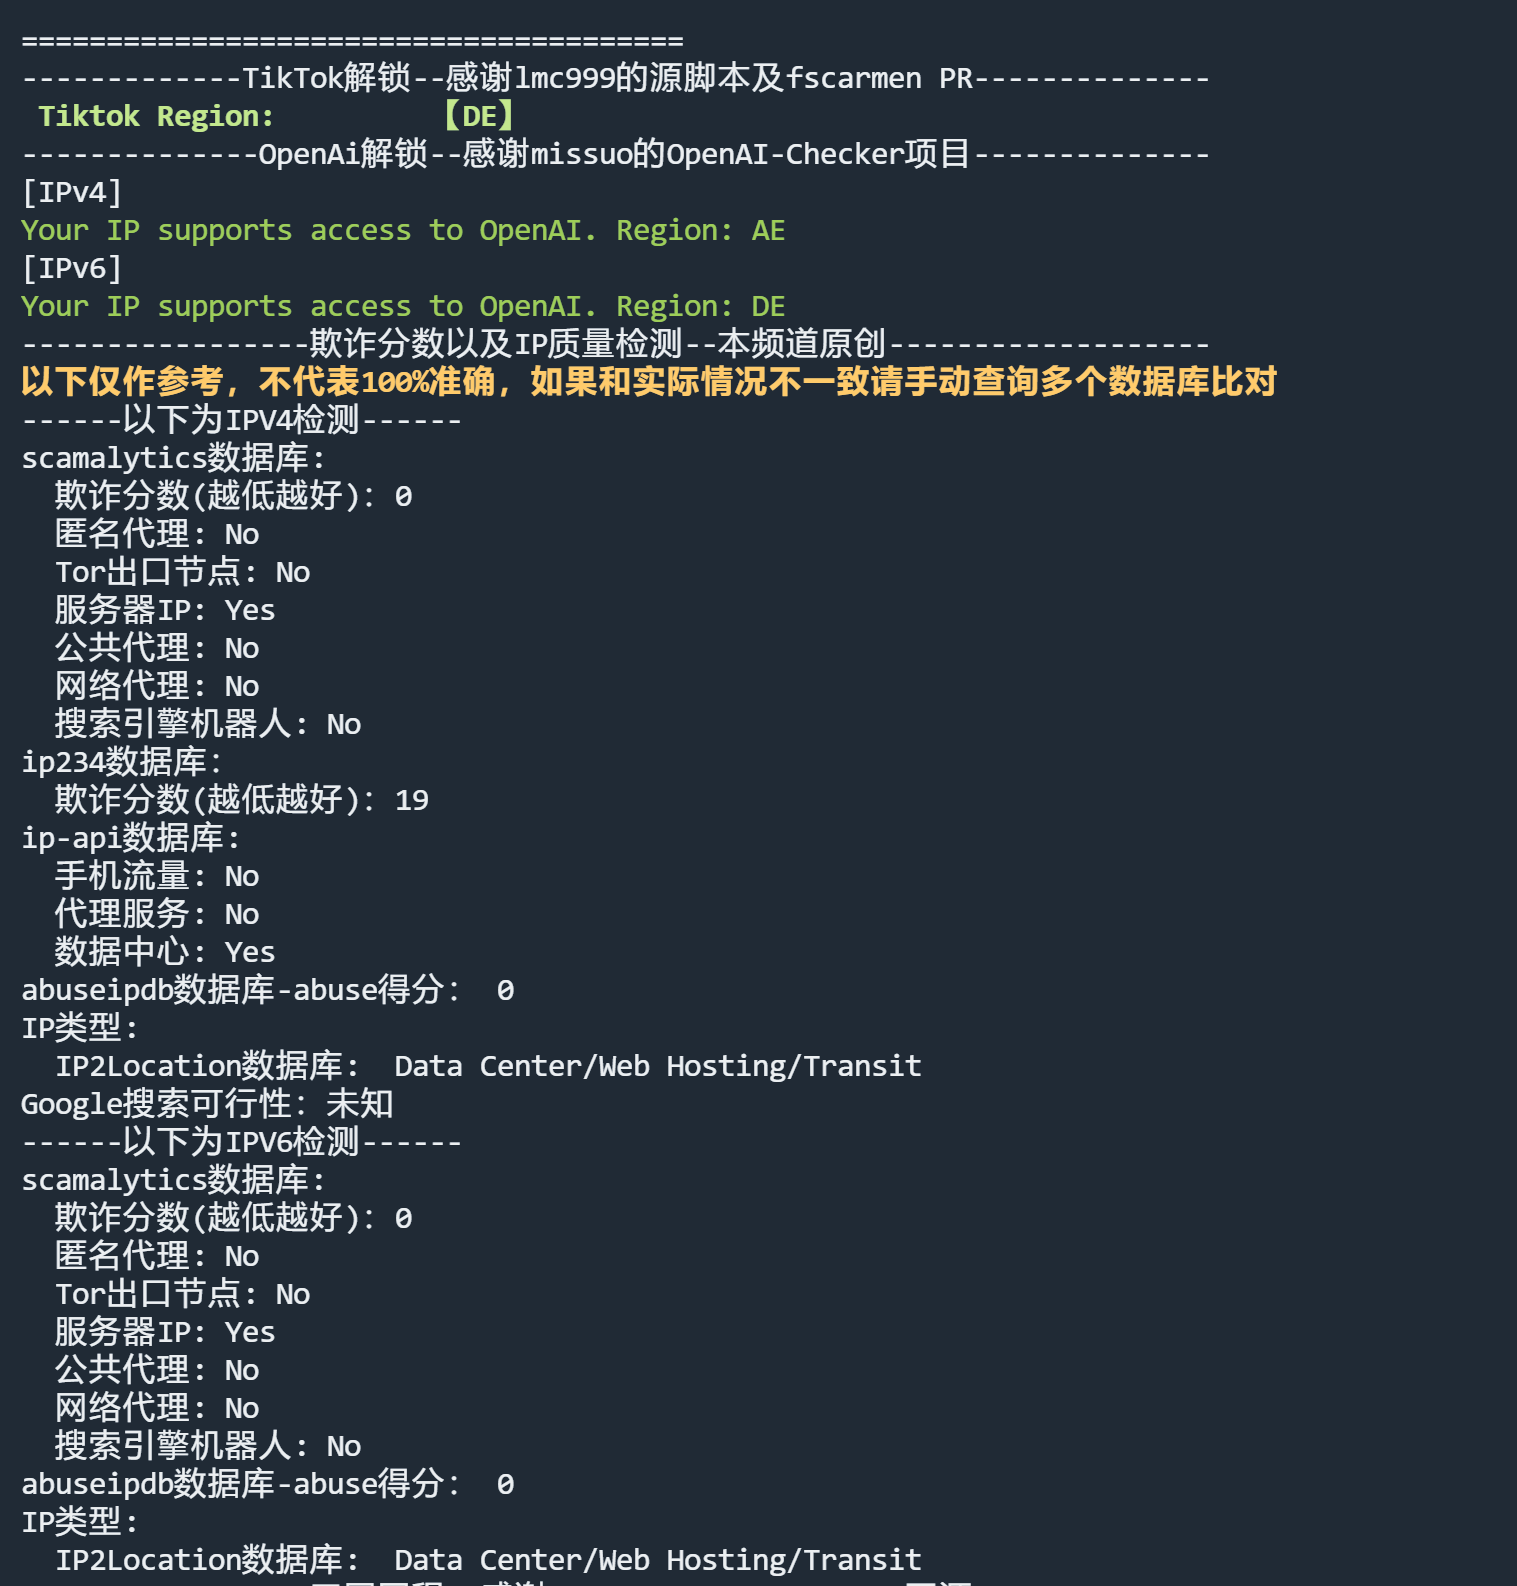 =======================================
-------------TikTok解锁--感谢lmc999的源脚本及fscarmen PR--------------
Tiktok Region: 【DE】
--------------OpenAi解锁--感谢missuo的OpenAI-Checker项目--------------
[IPv4]
Your IP supports access to OpenAI. Region: AE
[IPv6]
Your IP supports access to OpenAI. Region: DE
-----------------欺诈分数以及IP质量检测--本频道原创-------------------
以下仅作参考，不代表100%准确，如果和实际情况不一致请手动查询多个数据库比对
------以下为IPV4检测------
scamalytics数据库:
欺诈分数(越低越好)：0
匿名代理: No
Tor出口节点: No
服务器IP: Yes
公共代理: No
网络代理: No
搜索引擎机器人: No
ip234数据库：
欺诈分数(越低越好)：19
ip-api数据库:
手机流量: No
代理服务: No
数据中心: Yes
abuseipdb数据库-abuse得分： 0
IP类型:
IP2Location数据库: Data Center/Web Hosting/Transit
Google搜索可行性：未知
------以下为IPV6检测------
scamalytics数据库:
欺诈分数(越低越好)：0
匿名代理: No
Tor出口节点: No
服务器IP: Yes
公共代理: No
网络代理: No
搜索引擎机器人: No
abuseipdb数据库-abuse得分： 0
IP类型:
IP2Location数据库: Data Center/Web Hosting/Transit